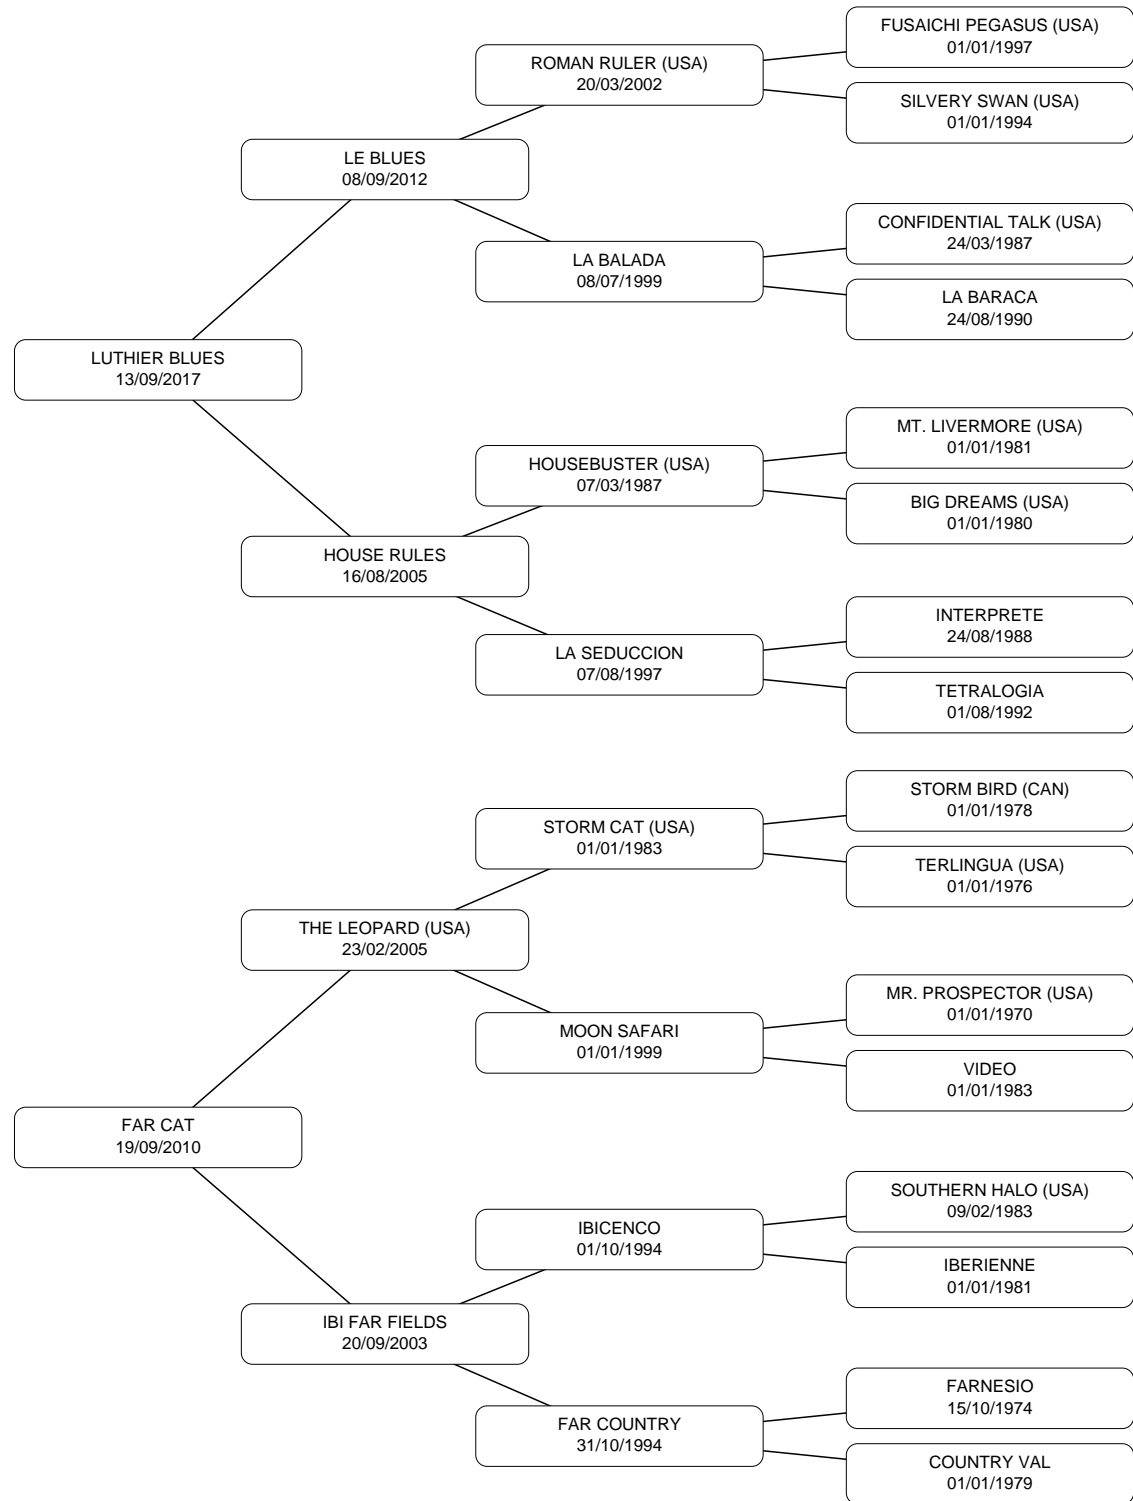 FUSAICHI PEGASUS (USA)
01/01/1997
ROMAN RULER (USA)
20/03/2002
SILVERY SWAN (USA)
01/01/1994
LE BLUES
08/09/2012
CONFIDENTIAL TALK (USA)
24/03/1987
LA BALADA
08/07/1999
LA BARACA
24/08/1990
LUTHIER BLUES
13/09/2017
MT. LIVERMORE (USA)
01/01/1981
HOUSEBUSTER (USA)
07/03/1987
BIG DREAMS (USA)
01/01/1980
HOUSE RULES
16/08/2005
INTERPRETE
24/08/1988
LA SEDUCCION
07/08/1997
TETRALOGIA
01/08/1992
STORM BIRD (CAN)
01/01/1978
STORM CAT (USA)
01/01/1983
TERLINGUA (USA)
01/01/1976
THE LEOPARD (USA)
23/02/2005
MR. PROSPECTOR (USA)
01/01/1970
MOON SAFARI
01/01/1999
VIDEO
01/01/1983
FAR CAT
19/09/2010
SOUTHERN HALO (USA)
09/02/1983
IBICENCO
01/10/1994
IBERIENNE
01/01/1981
IBI FAR FIELDS
20/09/2003
FARNESIO
15/10/1974
FAR COUNTRY
31/10/1994
COUNTRY VAL
01/01/1979